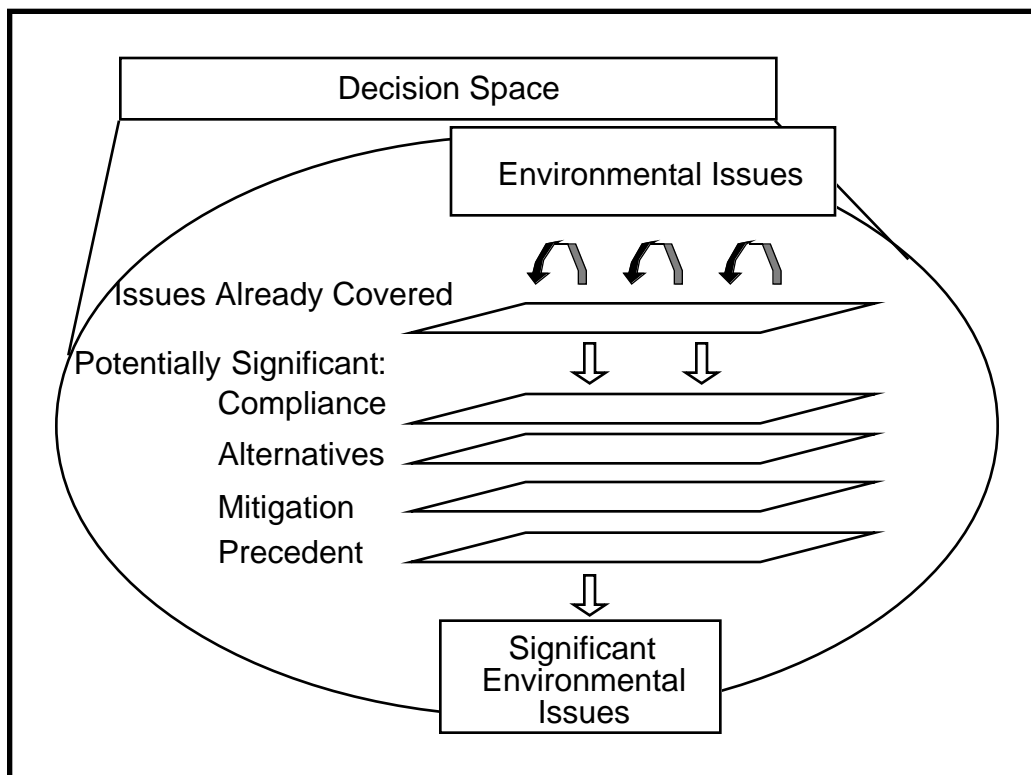 Decision Space
Environmental Issues
Issues Already Covered
Potentially Significant:
Compliance
Alternatives
Mitigation
Precedent
Significant
Environmental
Issues